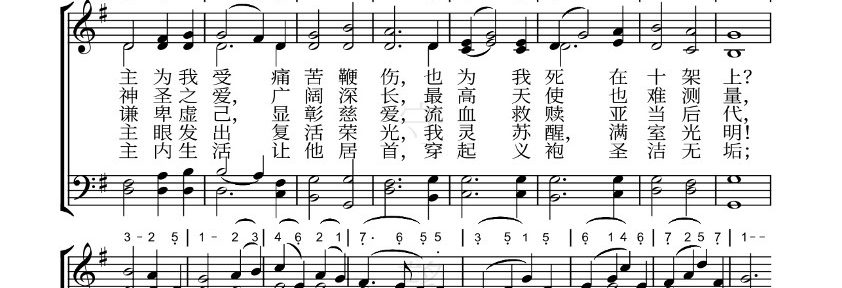 主为我受痛苦鞭伤，也为我死在十架上？
神圣之爱，广阔深长，最高天使也难测量，
谦卑虚己，显彰慈爱，流血救赎亚当后代，
主眼发出复活荣光，我灵苏醒，满室光明！
主内生活让他居首，穿起义袍圣洁无垢；
3 - 2 5 | 1 - 2 3 | 4 6 2 1 | 7 · 6 5 | 3 5 1 5 | 6 1 4 6 | 7 2 5 7 | 1 - -